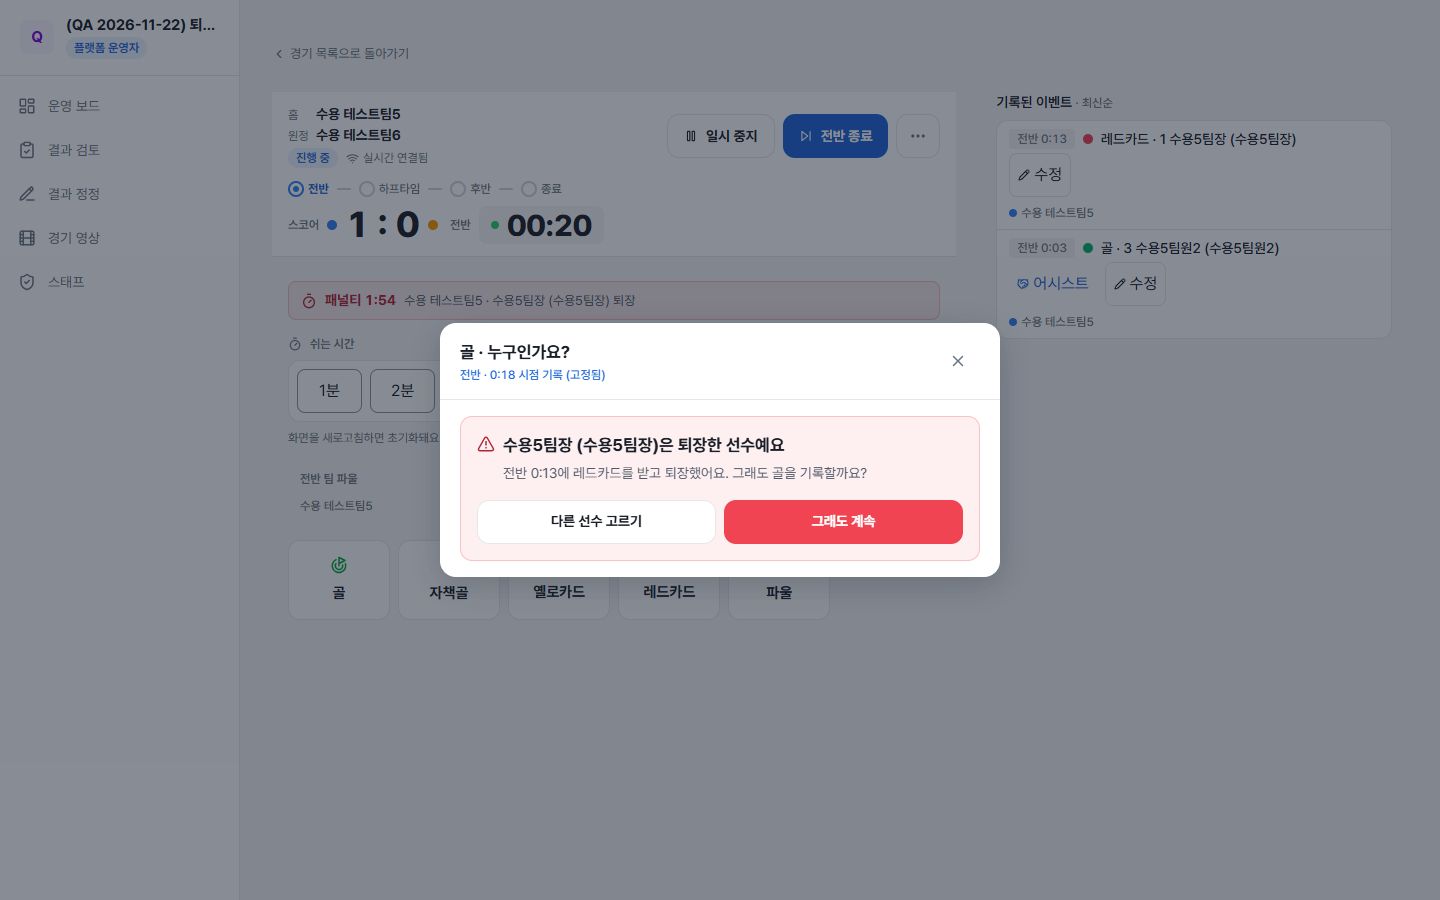 Q
(QA 2026-11-22) 퇴...
플랫폼 운영자
운영 보드
결과 검토
결과 정정
경기 영상
스태프
경기 목록으로 돌아가기
홈 수용 테스트팀5
원정 수용 테스트팀6
진행 중 실시간 연결됨
일시 중지
전반 종료
전반 하프타임 후반 종료
스코어 1 : 0 전반 00:20
패널티 1:54 수용 테스트팀5 · 수용5팀장 (수용5팀장) 퇴장
쉬는 시간
1분 2분
화면을 새로고침하면 초기화돼요
전반 팀 파울
수용 테스트팀5
골 자책골 옐로카드 레드카드 파울
골 · 누구인가요?
전반 · 0:18 시점 기록 (고정됨)
수용5팀장 (수용5팀장)은 퇴장한 선수예요
전반 0:13에 레드카드를 받고 퇴장했어요. 그래도 골을 기록할까요?
다른 선수 고르기 그래도 계속
기록된 이벤트 · 최신순
전반 0:13 레드카드 · 1 수용5팀장 (수용5팀장)
수정
수용 테스트팀5
전반 0:03 골 · 3 수용5팀원2 (수용5팀원2)
어시스트 수정
수용 테스트팀5